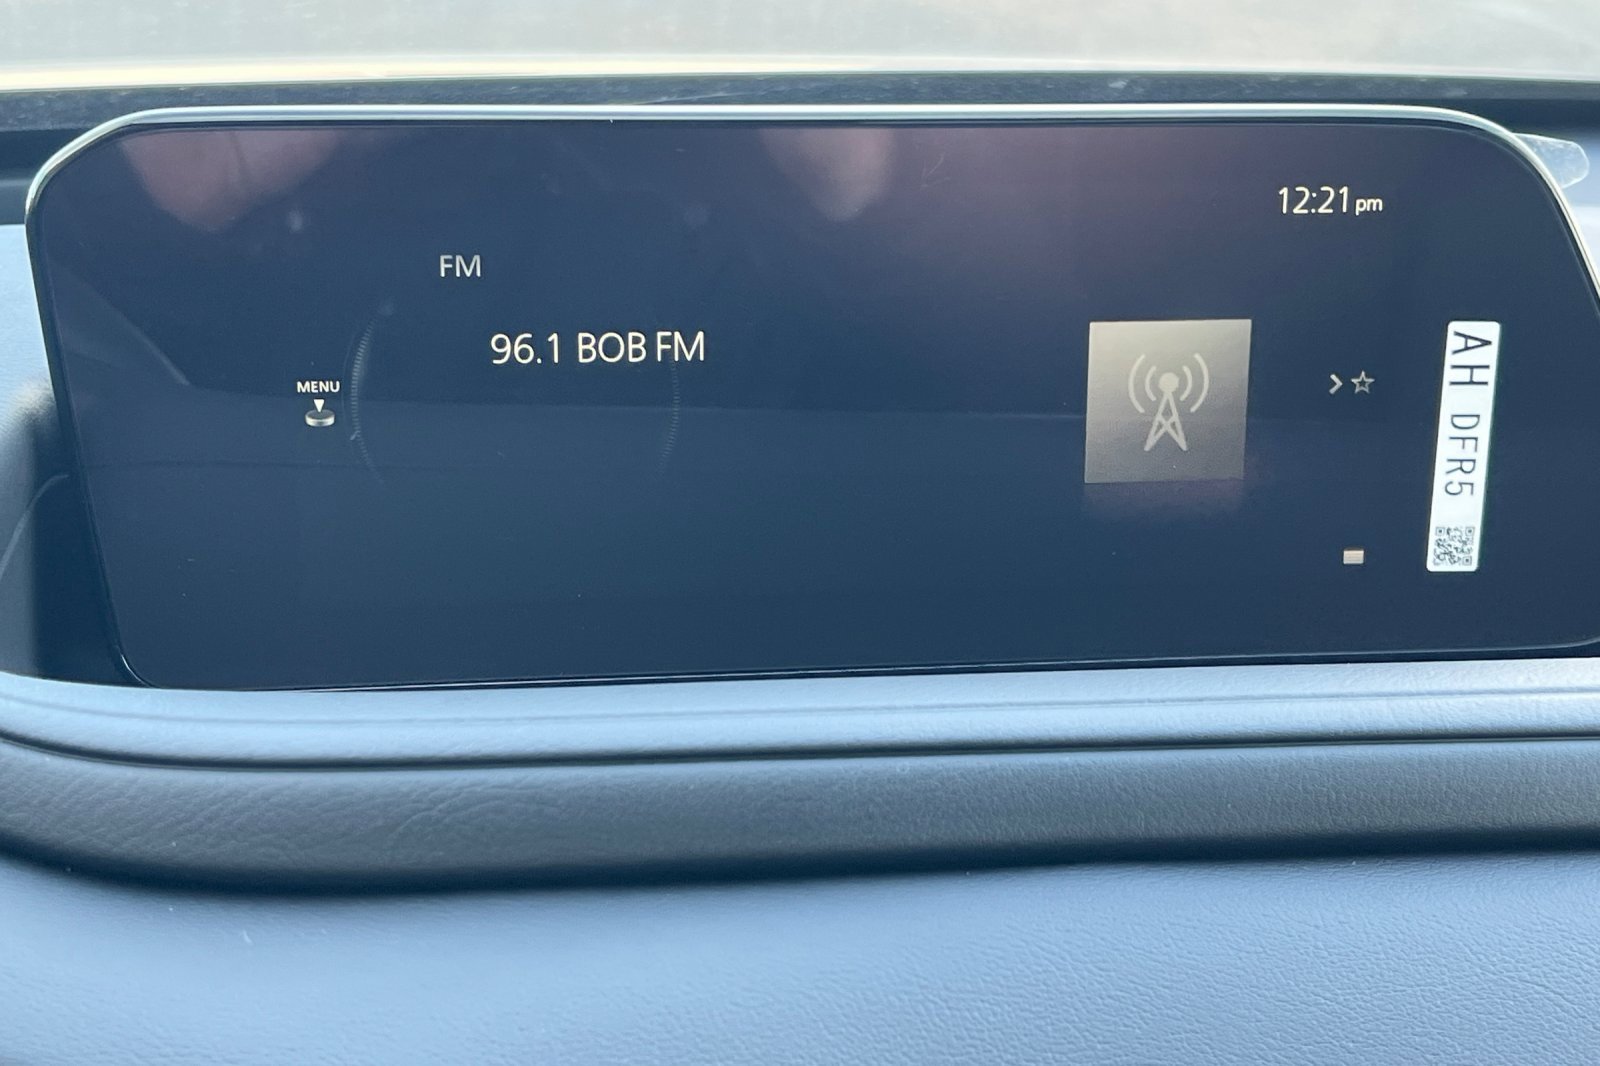 12:21 pm
FM
96.1 BOB FM
MENU
AH DFR5